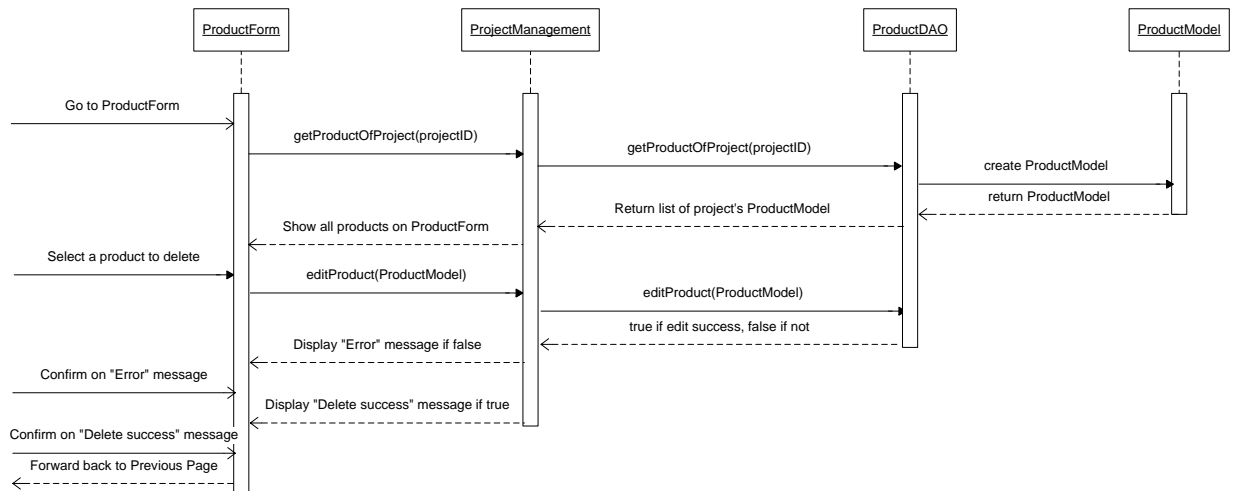 ProductForm
ProjectManagement
ProductDAO
ProductModel
Go to ProductForm
getProductOfProject(projectID)
getProductOfProject(projectID)
create ProductModel
return ProductModel
Return list of project's ProductModel
Show all products on ProductForm
Select a product to delete
editProduct(ProductModel)
editProduct(ProductModel)
true if edit success, false if not
Display "Error" message if false
Confirm on "Error" message
Display "Delete success" message if true
Confirm on "Delete success" message
Forward back to Previous Page